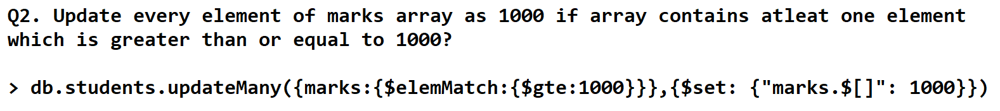 Q2. Update every element of marks array as 1000 if array contains atleat one element
which is greater than or equal to 1000?
> db.students.updateMany({marks:{$elemMatch:{$gte:1000}}},{$set: {"marks.$[]": 1000}})